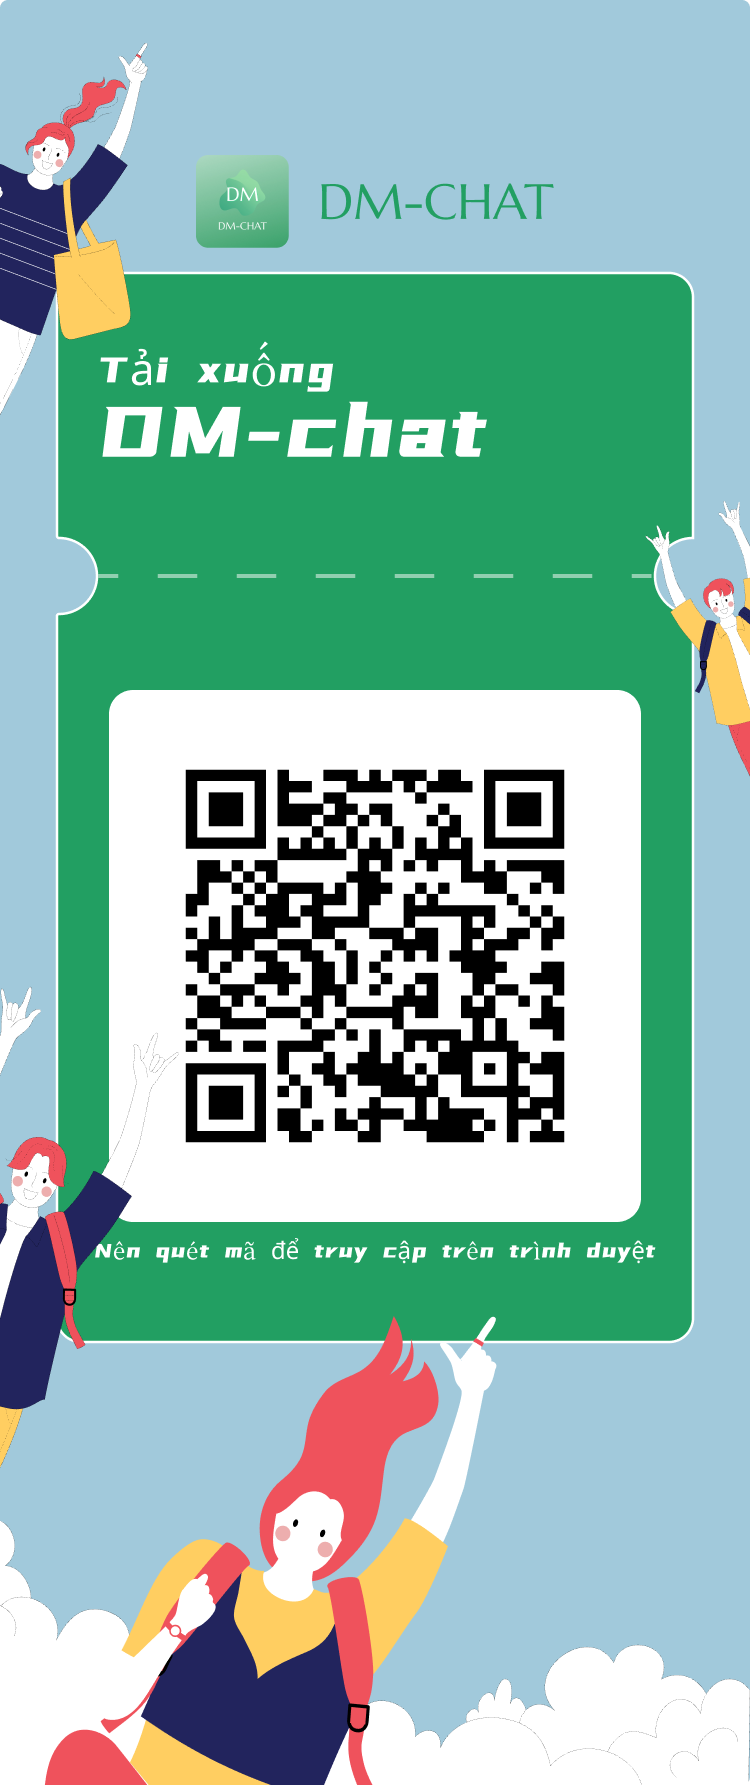 DM
DM-CHAT
DM-CHAT
Tải xuống
DM-chat
Nên quét mã để truy cập trên trình duyệt